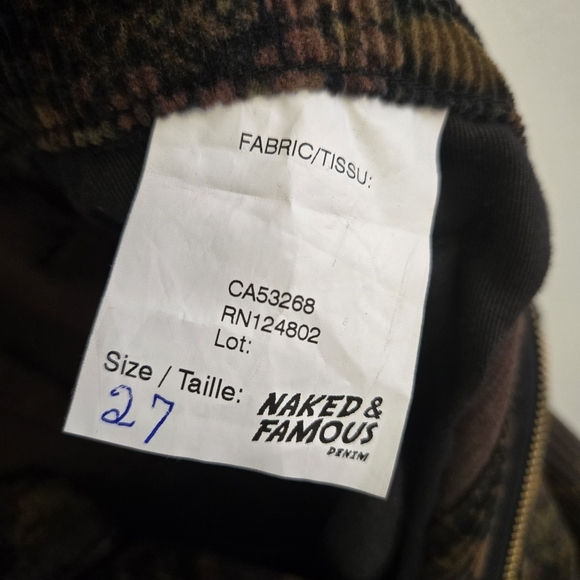 FABRIC/TISSU:
CA53268
RN124802
Lot:
Size / Taille:
27
NAKED &
FAMOUS
DENIM